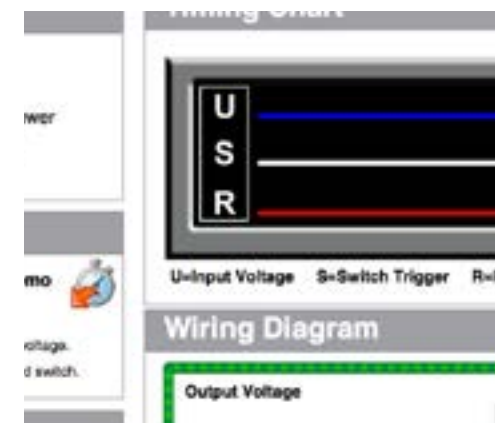 Timing Chart
wer
U
S
R
mo
U=Input Voltage S=Switch Trigger R=
Wiring Diagram
oltage.
d switch.
Output Voltage